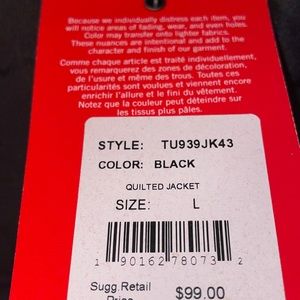 Because we individually distress each item, you
will notice areas of fading, wear, and even holes.
Color may transfer onto lighter fabrics.
These nuances are intentional and add to the
character and finish of our garment.
Comme chaque article est traité individuellement,
vous remarquerez des zones de décoloration,
de l'usure et même des trous. Toutes ces
particularités sont voulues et viennent encore
enrichir l'allure et le fini du vêtement.
Notez que la couleur peut déteindre sur
les tissus plus pâles.
STYLE: TU939JK43
COLOR: BLACK
QUILTED JACKET
SIZE: L
1 90162 78073 2
Sugg.Retail
Price $99.00